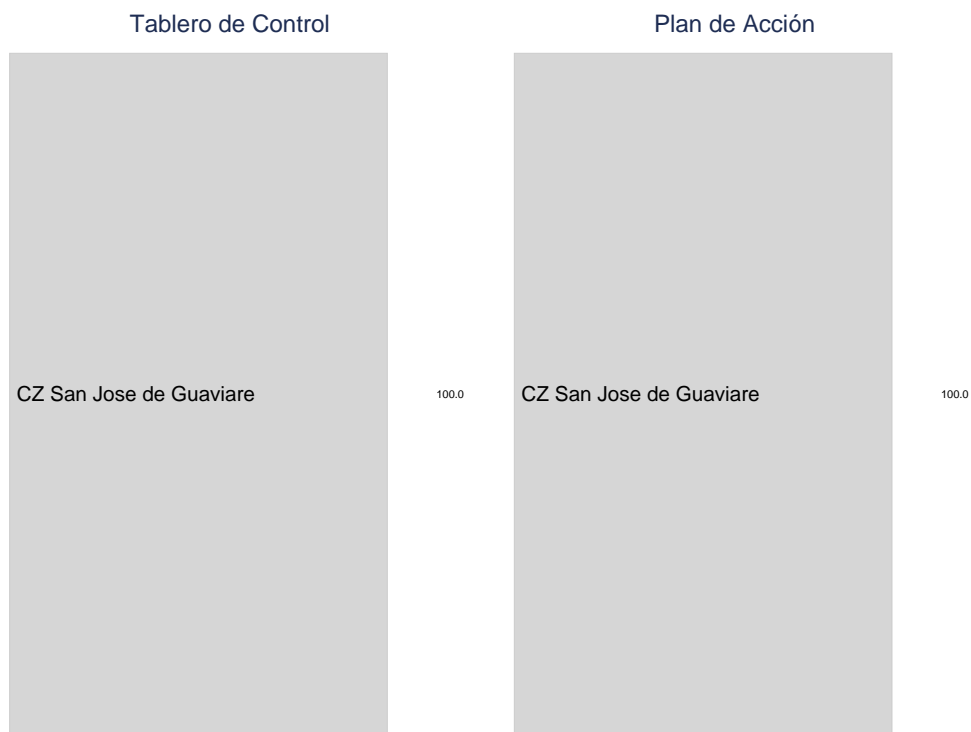 Tablero de Control
Plan de Acción
CZ San Jose de Guaviare
100.0
CZ San Jose de Guaviare
100.0